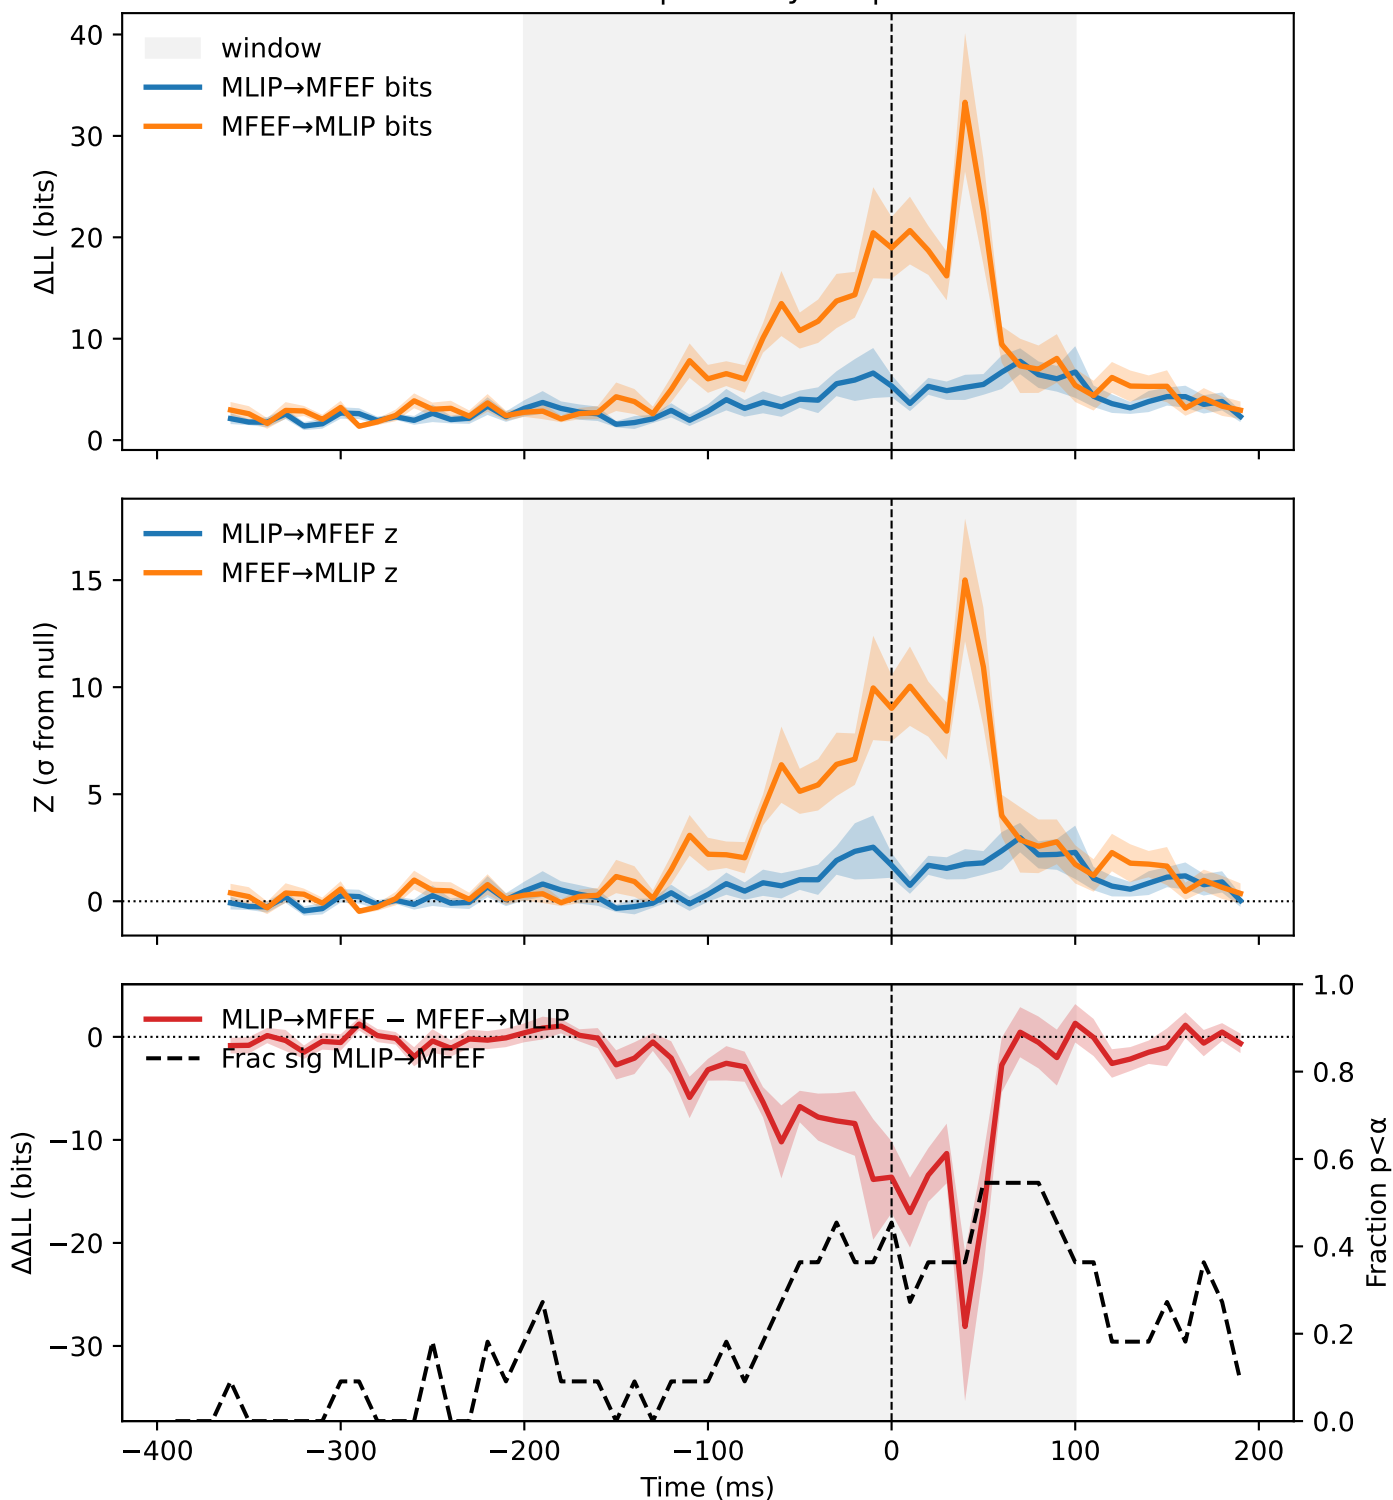 40
30
20
10
0
ΔLL (bits)
window
MLIP→MFEF bits
MFEF→MLIP bits
15
10
5
0
Z (σ from null)
MLIP→MFEF z
MFEF→MLIP z
0
−10
−20
−30
ΔΔLL (bits)
MLIP→MFEF − MFEF→MLIP
Frac sig MLIP→MFEF
1.0
0.8
0.6
0.4
0.2
0.0
Fraction p<α
−400 −300 −200 −100 0 100 200
Time (ms)